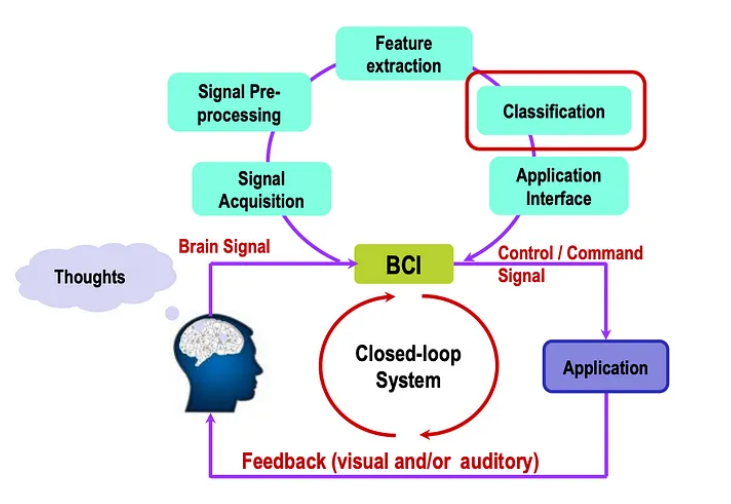 Feature
extraction
Signal Pre-
processing
Classification
Signal
Acquisition
Application
Interface
Brain Signal
BCI
Control / Command
Signal
Thoughts
Closed-loop
System
Application
Feedback (visual and/or auditory)